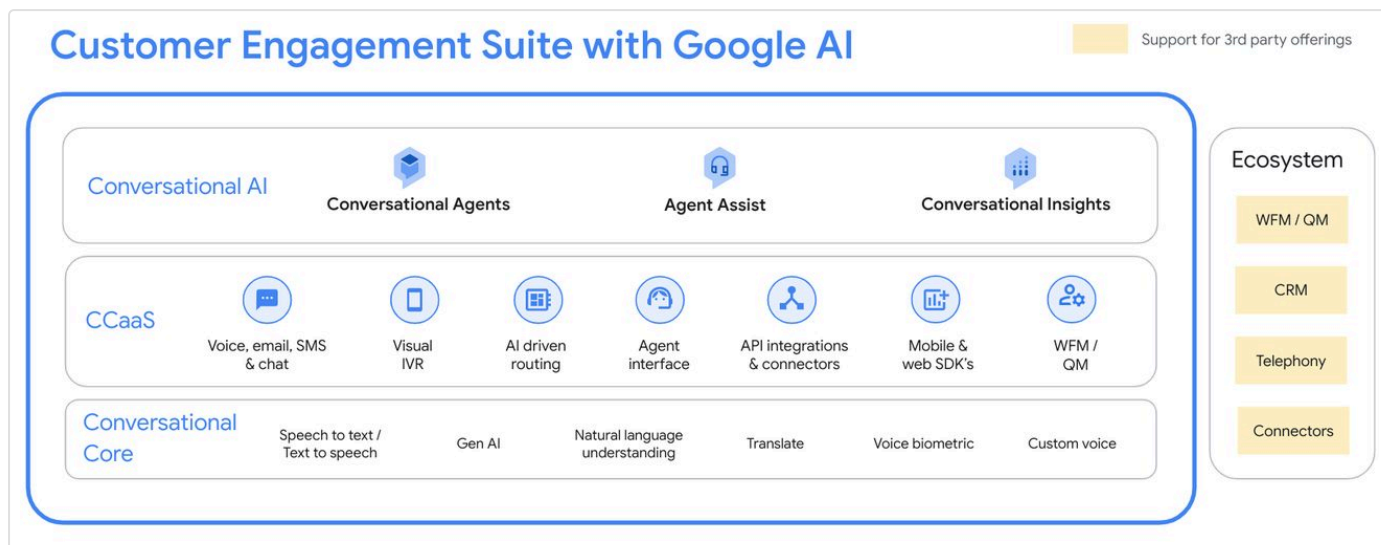 Customer Engagement Suite with Google AI
Support for 3rd party offerings
Conversational AI
Conversational Agents
Agent Assist
Conversational Insights
CCaaS
Voice, email, SMS
& chat
Visual
IVR
AI driven
routing
Agent
interface
API integrations
& connectors
Mobile &
web SDK's
WFM /
QM
Conversational
Core
Speech to text /
Text to speech
Gen AI
Natural language
understanding
Translate
Voice biometric
Custom voice
Ecosystem
WFM / QM
CRM
Telephony
Connectors